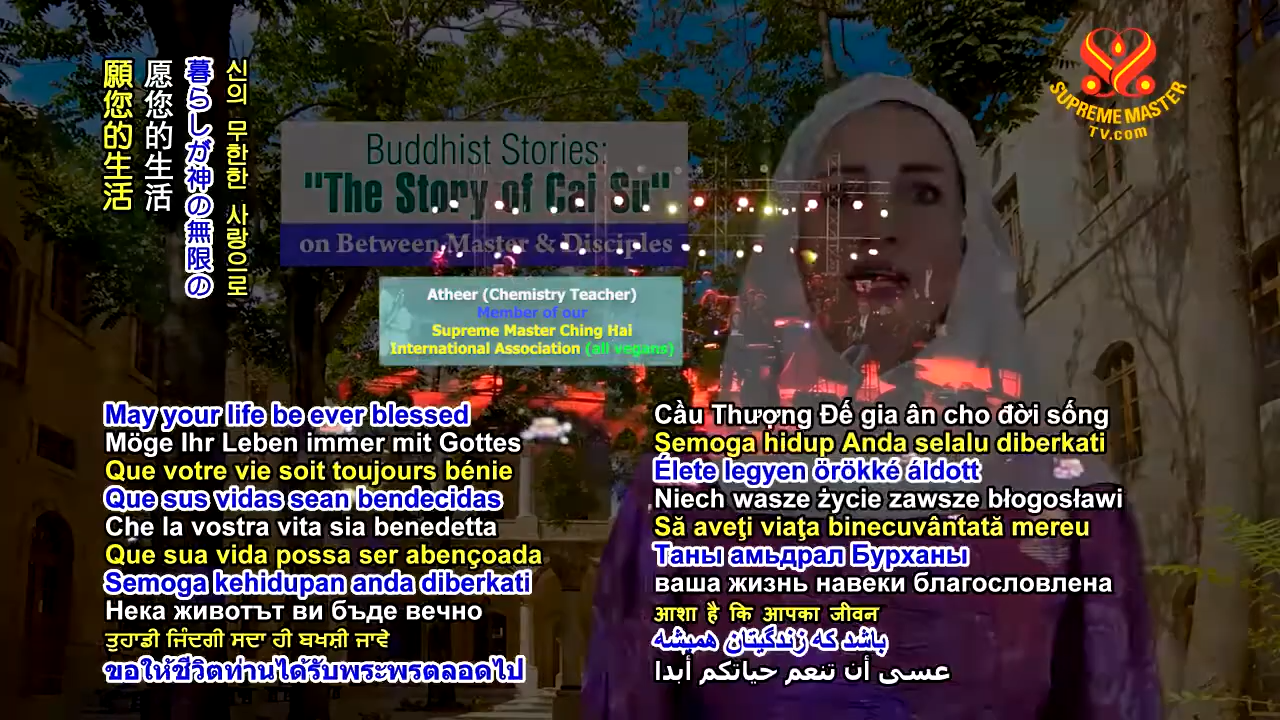 願您的生活
愿您的生活
暮らしが神の無限の
신의 무한한 사랑으로
SUPREME MASTER
TV.com
Buddhist Stories:
"The Story of Cai Su"
on Between Master & Disciples
Atheer (Chemistry Teacher)
Member of our
Supreme Master Ching Hai
International Association (all vegans)
May your life be ever blessed
Möge Ihr Leben immer mit Gottes
Que votre vie soit toujours bénie
Que sus vidas sean bendecidas
Che la vostra vita sia benedetta
Que sua vida possa ser abençoada
Semoga kehidupan anda diberkati
Нека животът ви бъде вечно
ਤੁਹਾਡੀ ਜਿੰਦਗੀ ਸਦਾ ਹੀ ਬਖਸ਼ੀ ਜਾਵੇ
ขอให้ชีวิตท่านได้รับพระพรตลอดไป
Cầu Thượng Đế gia ân cho đời sống
Semoga hidup Anda selalu diberkati
Élete legyen örökké áldott
Niech wasze życie zawsze błogosławi
Să aveţi viaţa binecuvântată mereu
Таны амьдрал Бурханы
ваша жизнь навеки благословлена
आशा है कि आपका जीवन
باشد که زندگیتان همیشه
عسى أن تنعم حياتكم أبدا